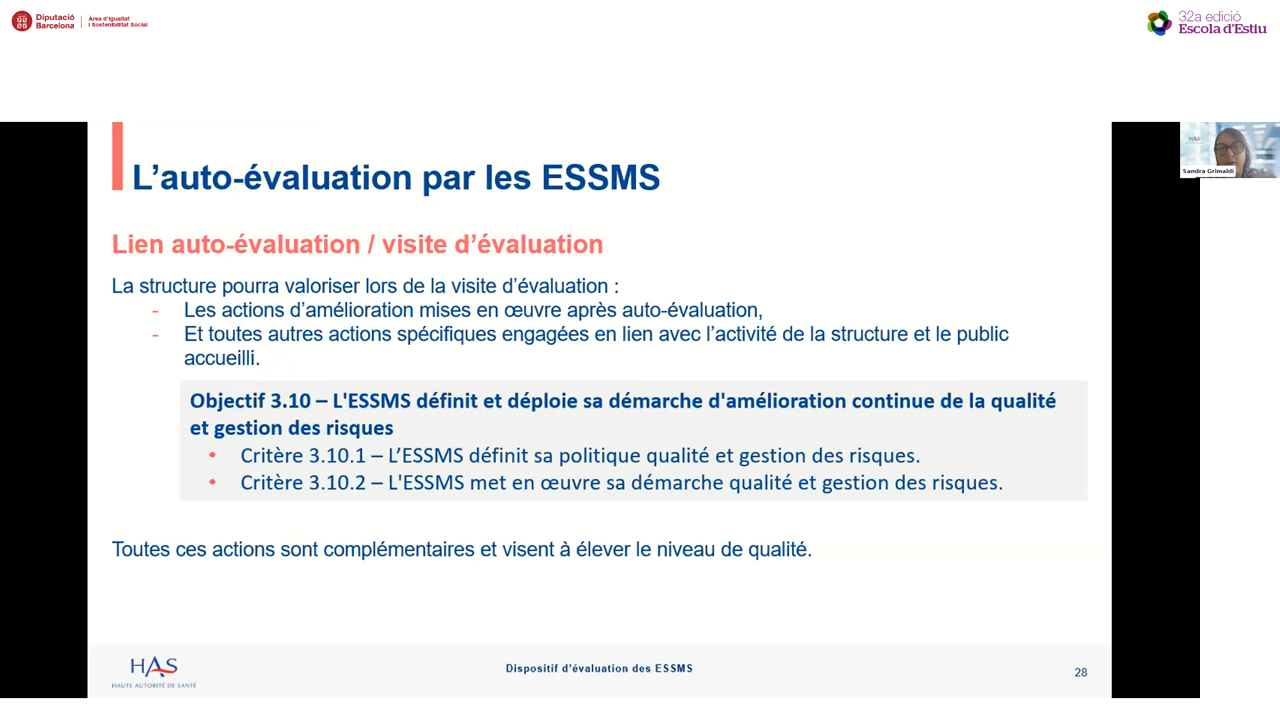 Diputació
Barcelona
Àrea d'Igualtat
i Sostenibilitat Social
32a edició
Escola d'Estiu
HAS
Sandra Grimaldi
L'auto-évaluation par les ESSMS
Lien auto-évaluation / visite d'évaluation
La structure pourra valoriser lors de la visite d'évaluation :
- Les actions d'amélioration mises en œuvre après auto-évaluation,
- Et toutes autres actions spécifiques engagées en lien avec l'activité de la structure et le public
accueilli.
Objectif 3.10 – L'ESSMS définit et déploie sa démarche d'amélioration continue de la qualité
et gestion des risques
• Critère 3.10.1 – L'ESSMS définit sa politique qualité et gestion des risques.
• Critère 3.10.2 – L'ESSMS met en œuvre sa démarche qualité et gestion des risques.
Toutes ces actions sont complémentaires et visent à élever le niveau de qualité.
HAS
HAUTE AUTORITÉ DE SANTÉ
Dispositif d'évaluation des ESSMS
28